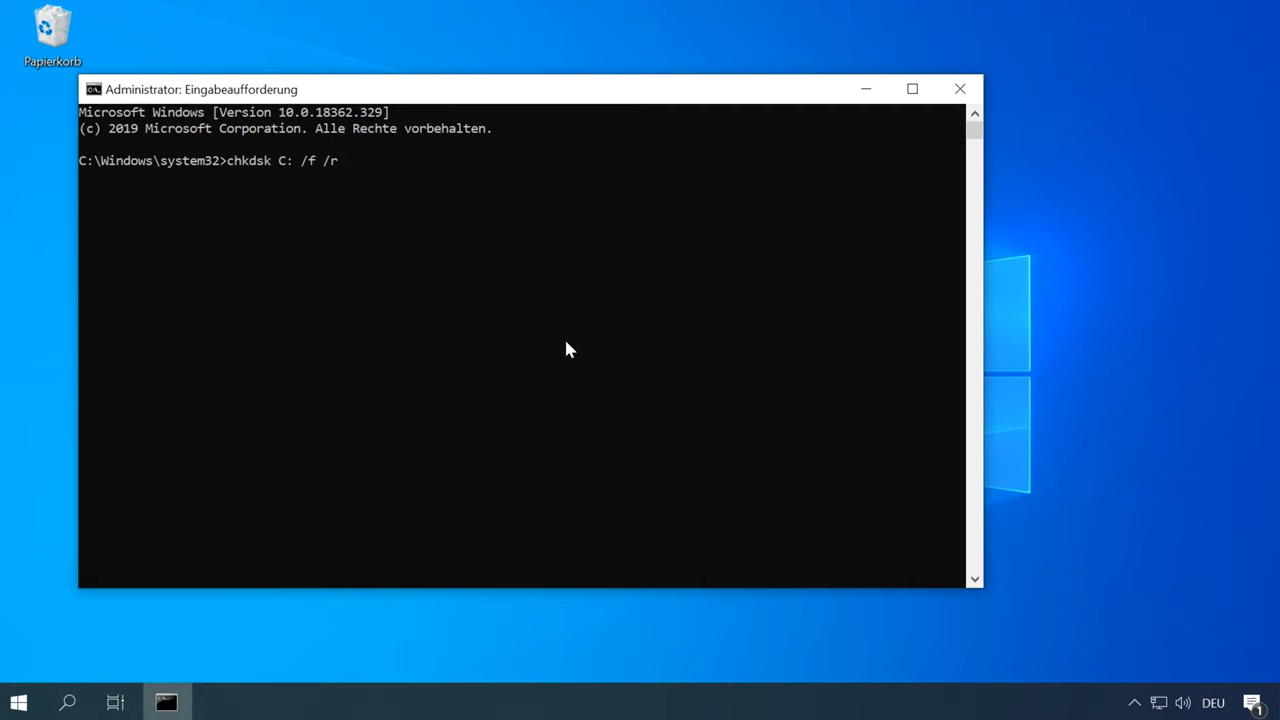 Papierkorb
Administrator: Eingabeaufforderung
Microsoft Windows [Version 10.0.18362.329]
(c) 2019 Microsoft Corporation. Alle Rechte vorbehalten.
C:\Windows\system32>chkdsk C: /f /r
DEU
1